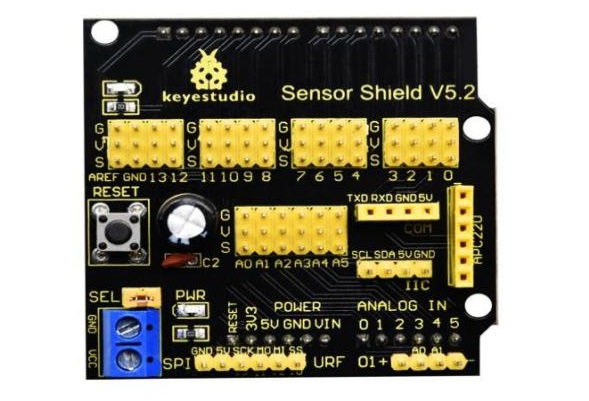 keyestudio
Sensor Shield V5.2
G G G G
V V V V
S S S S
AREF GND 13 12 11 10 9 8 7 6 5 4 3 2 1 0
RESET
TXD RXD GND 5V
COM
G
V
S
C2
A0 A1 A2 A3 A4 A5
SCL SDA 5V GND
IIC
APC220
SEL
PWR
GND
VCC
RESET
3V3
POWER
5V GND VIN
ANALOG IN
0 1 2 3 4 5
GND 5V SCK MO MI SS
A0 A1
SPI
URF 01+